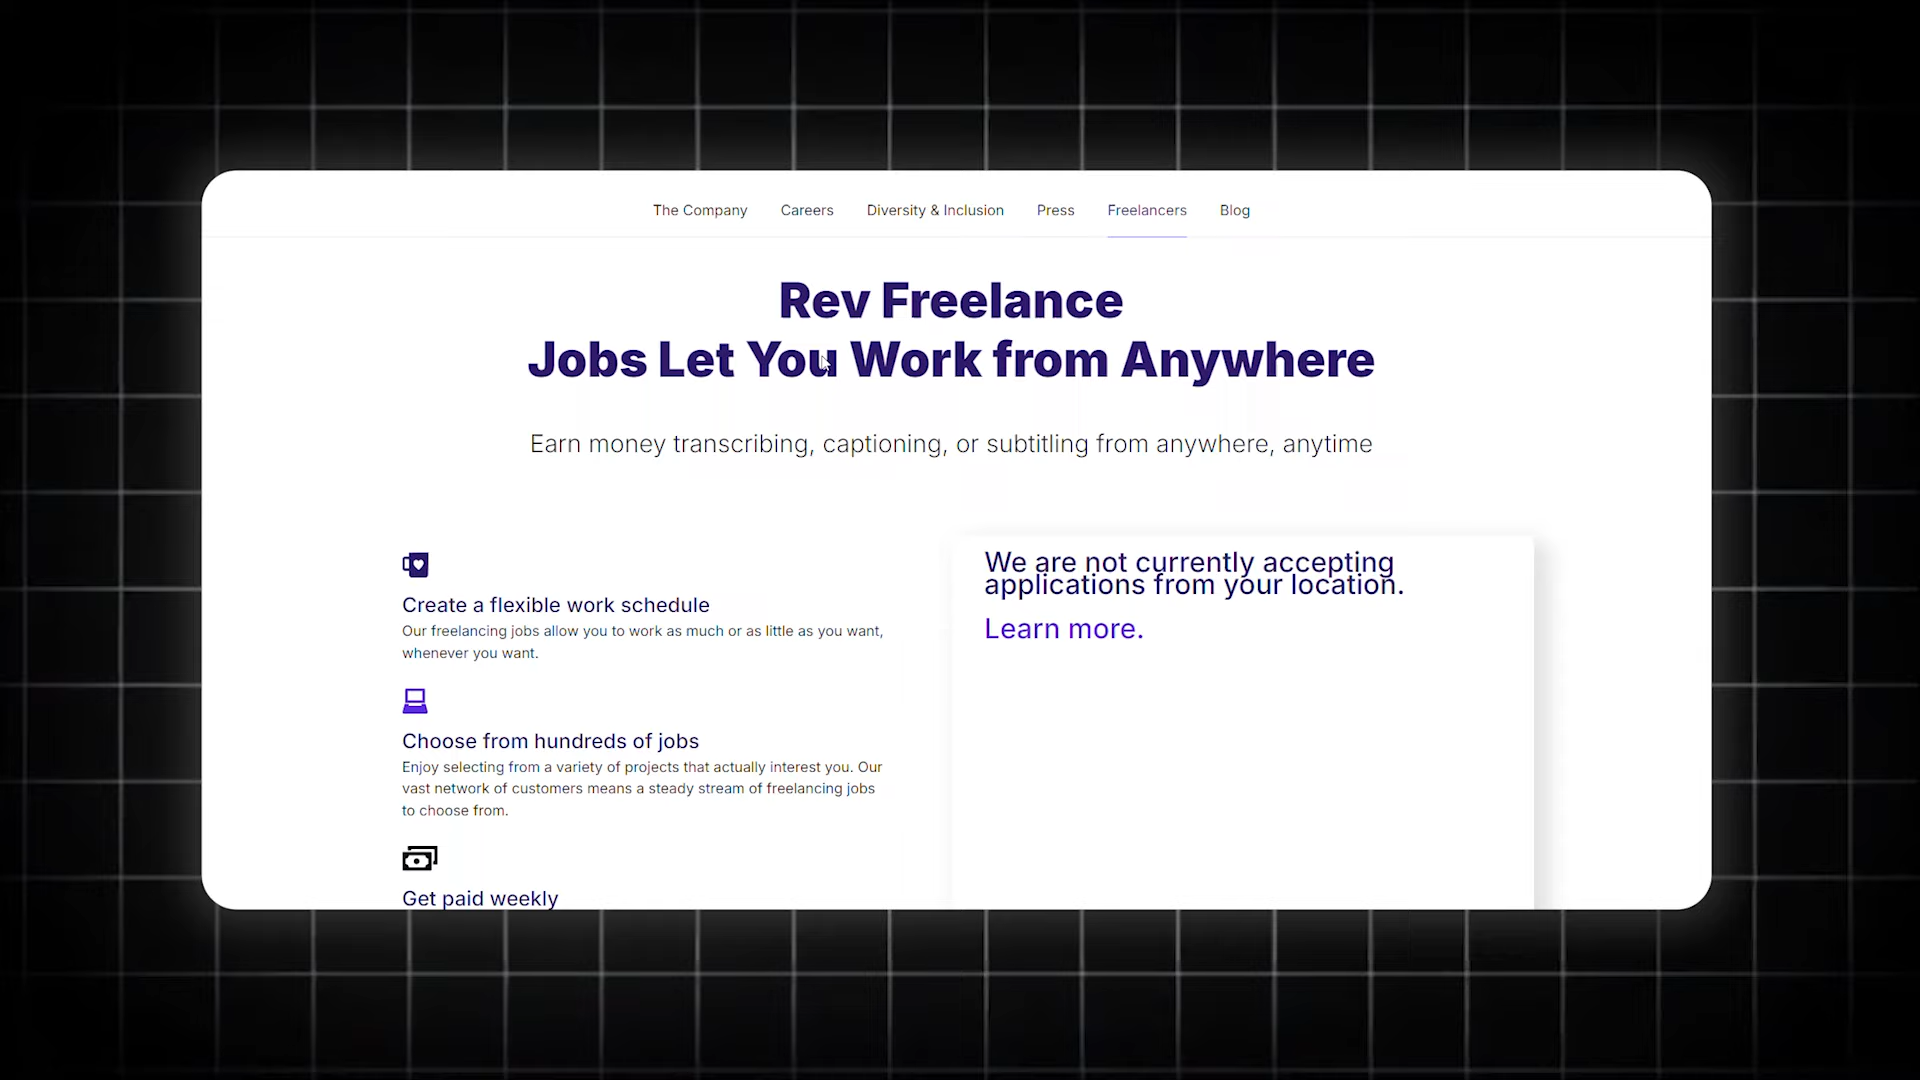 The Company Careers Diversity & Inclusion Press Freelancers Blog
Rev Freelance
Jobs Let You Work from Anywhere
Earn money transcribing, captioning, or subtitling from anywhere, anytime
Create a flexible work schedule
Our freelancing jobs allow you to work as much or as little as you want,
whenever you want.
Choose from hundreds of jobs
Enjoy selecting from a variety of projects that actually interest you. Our
vast network of customers means a steady stream of freelancing jobs
to choose from.
Get paid weekly
We are not currently accepting
applications from your location.
Learn more.